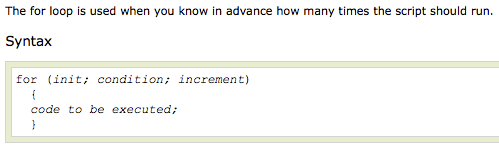 The for loop is used when you know in advance how many times the script should run.
Syntax
for (init; condition; increment)
{
code to be executed;
}